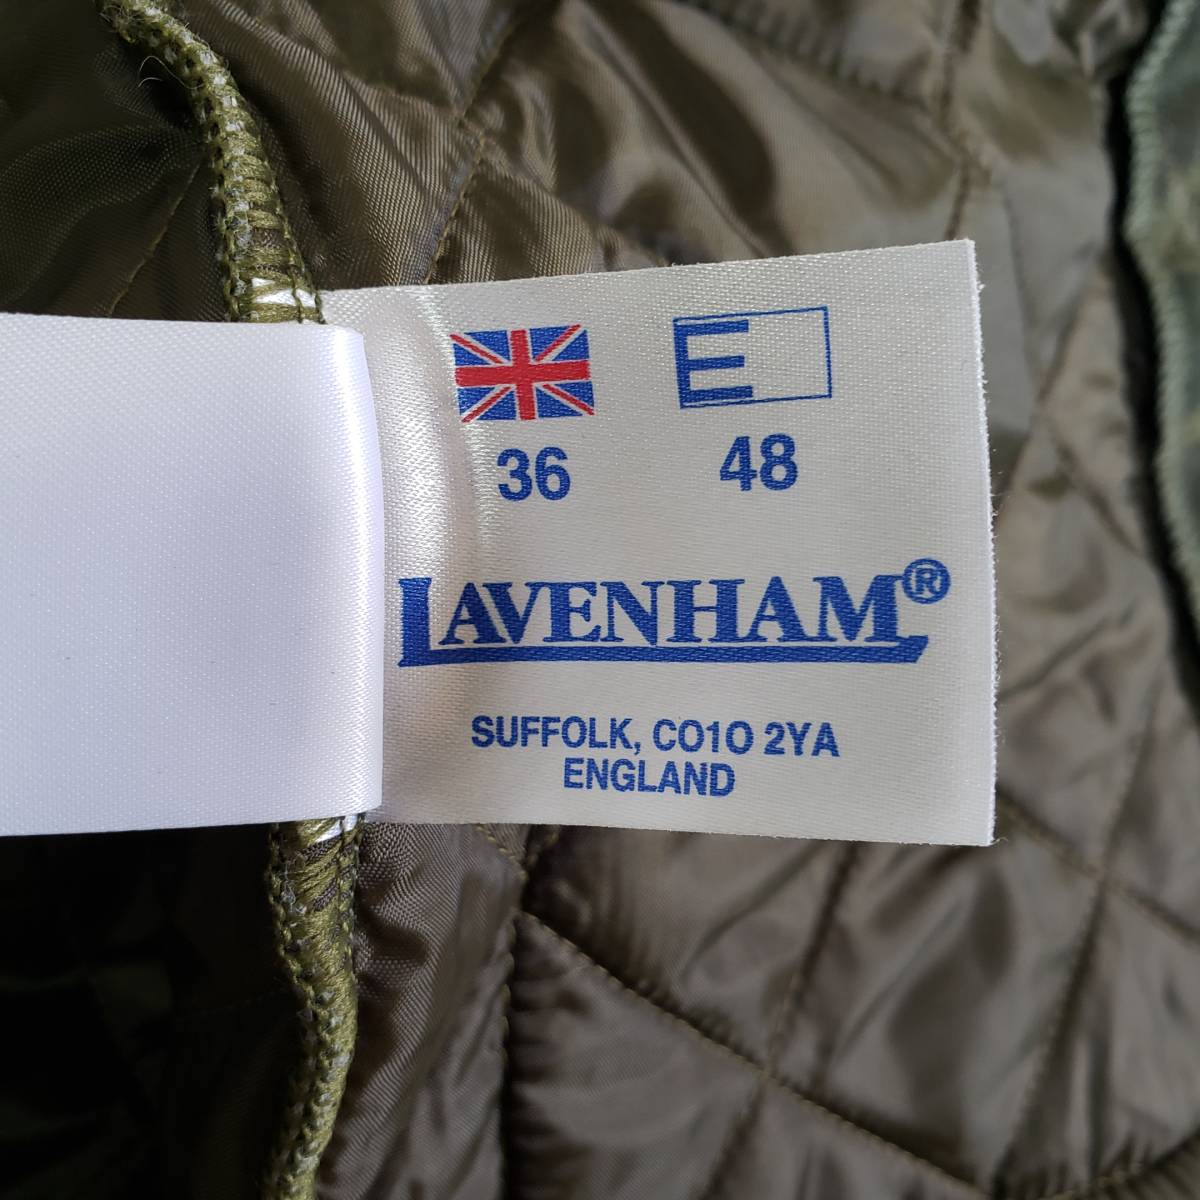 E
36 48
LAVENHAM®
SUFFOLK, CO10 2YA
ENGLAND